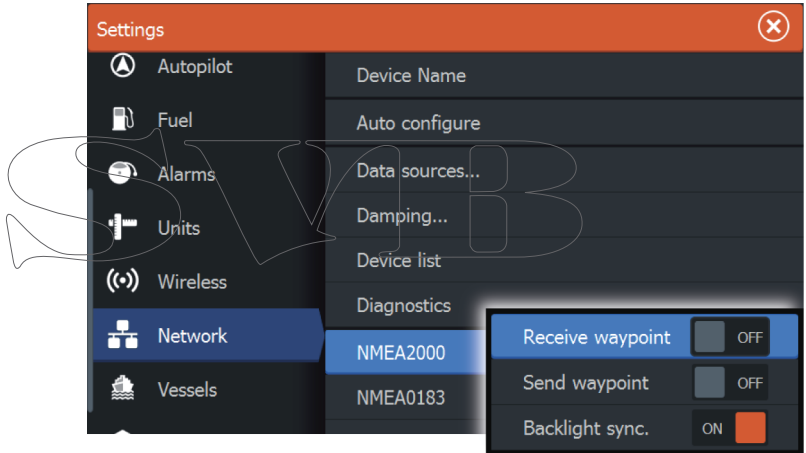 Settings
Autopilot
Fuel
Alarms
Units
Wireless
Network
Vessels
Device Name
Auto configure
Data sources...
Damping...
Device list
Diagnostics
NMEA2000
NMEA0183
Receive waypoint OFF
Send waypoint OFF
Backlight sync. ON
SVB